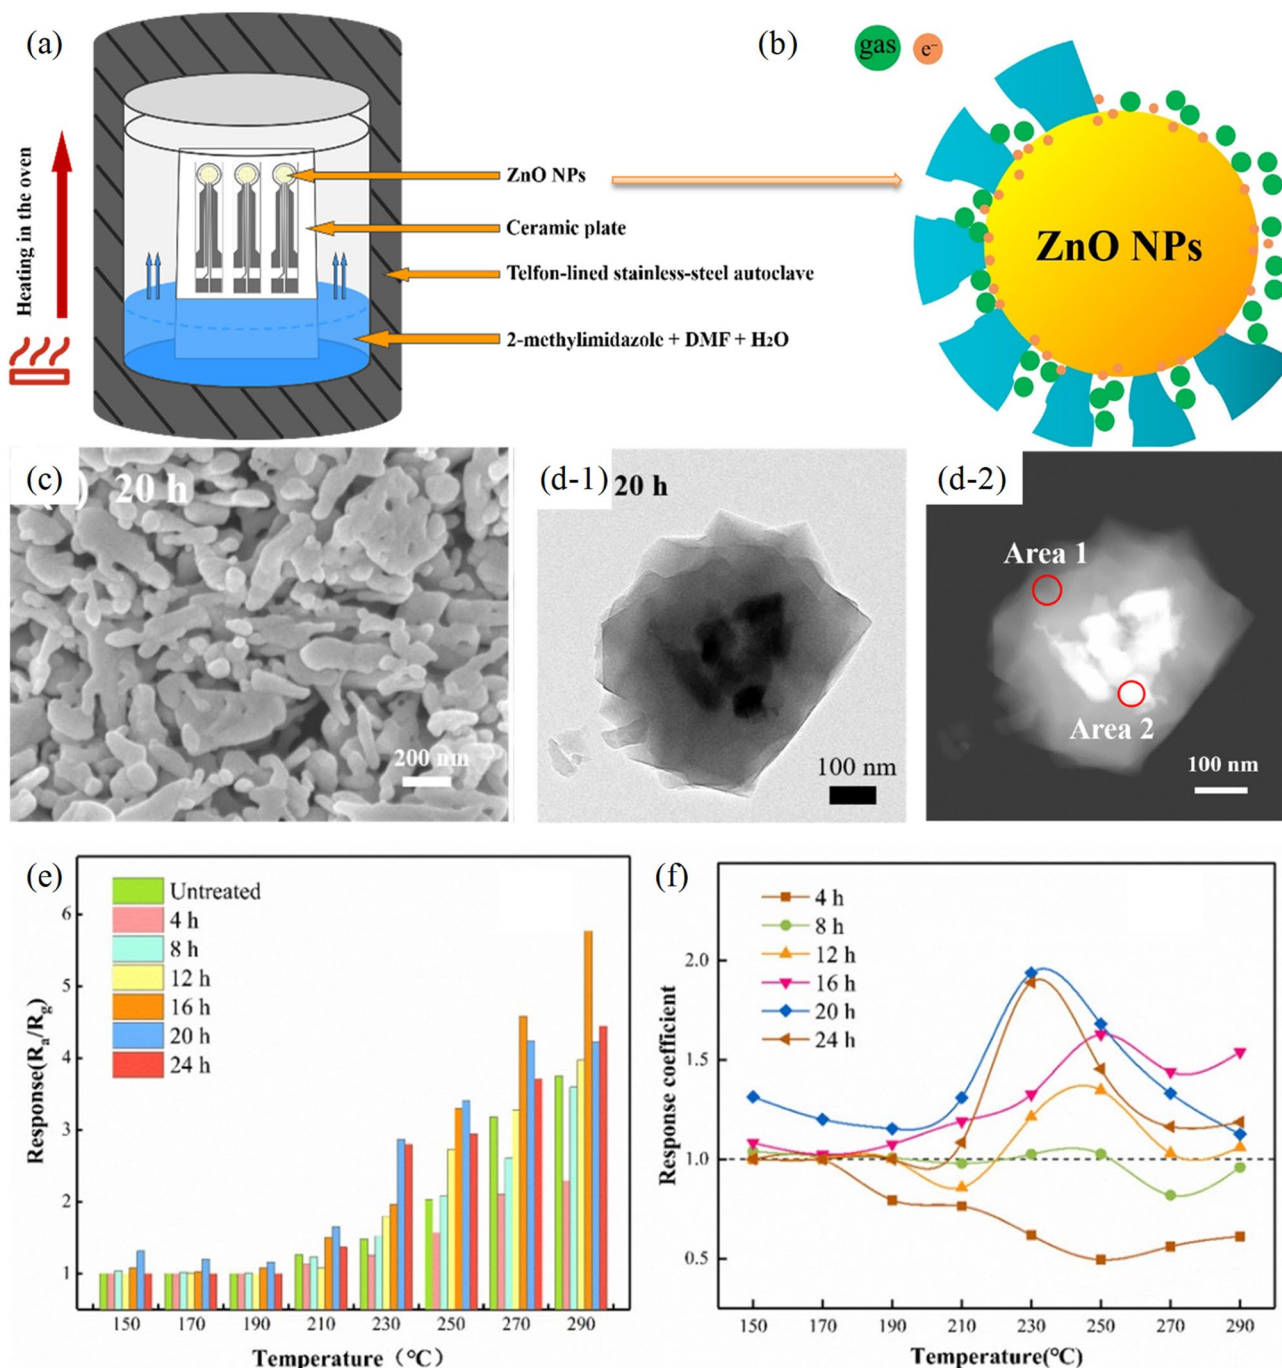 (a)
Heating in the oven
ZnO NPs
Ceramic plate
Telfon-lined stainless-steel autoclave
2-methylimidazole + DMF + H₂O
(b)
gas
e⁻
ZnO NPs
(c)
20 h
200 nm
(d-1)
20 h
100 nm
(d-2)
Area 1
Area 2
100 nm
(e)
Untreated
4 h
8 h
12 h
16 h
20 h
24 h
Response(Rₐ/R_g)
6
5
4
3
2
1
150 170 190 210 230 250 270 290
Temperature (°C)
(f)
4 h
8 h
12 h
16 h
20 h
24 h
Response coefficient
2.0
1.5
1.0
0.5
150 170 190 210 230 250 270 290
Temperature(°C)